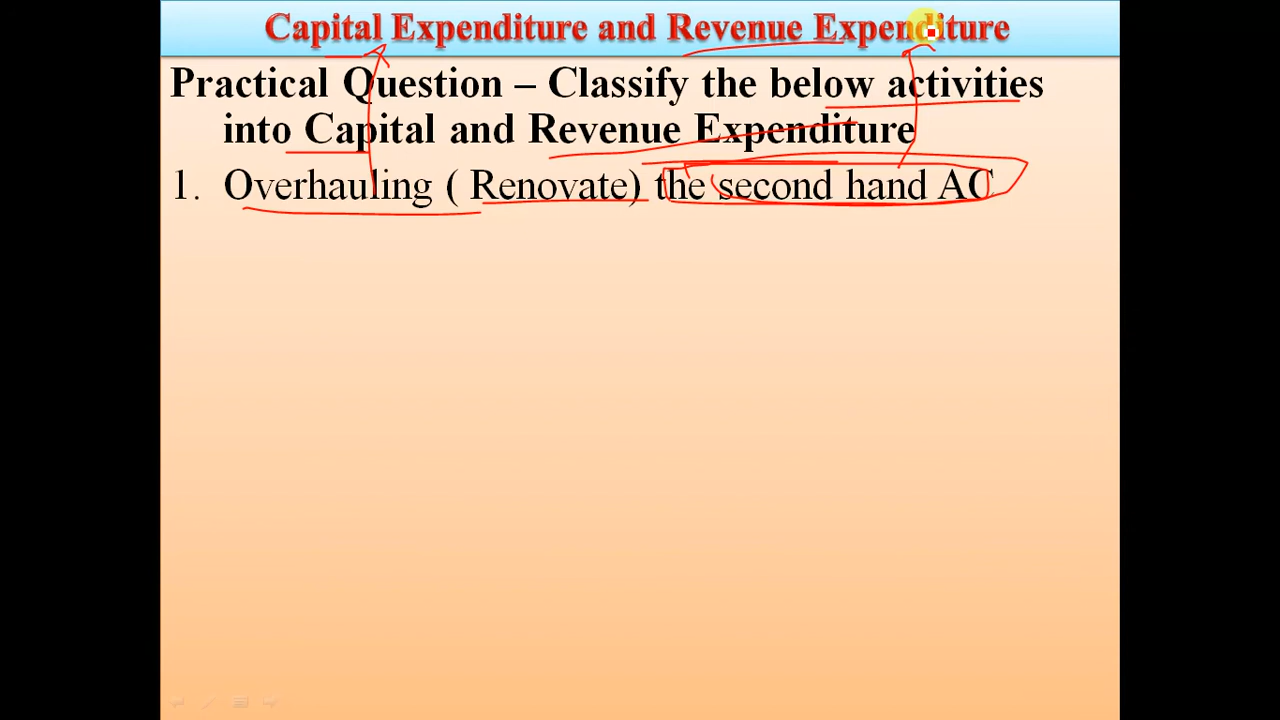 Capital Expenditure and Revenue Expenditure
Practical Question – Classify the below activities
into Capital and Revenue Expenditure
1. Overhauling ( Renovate) the second hand AC